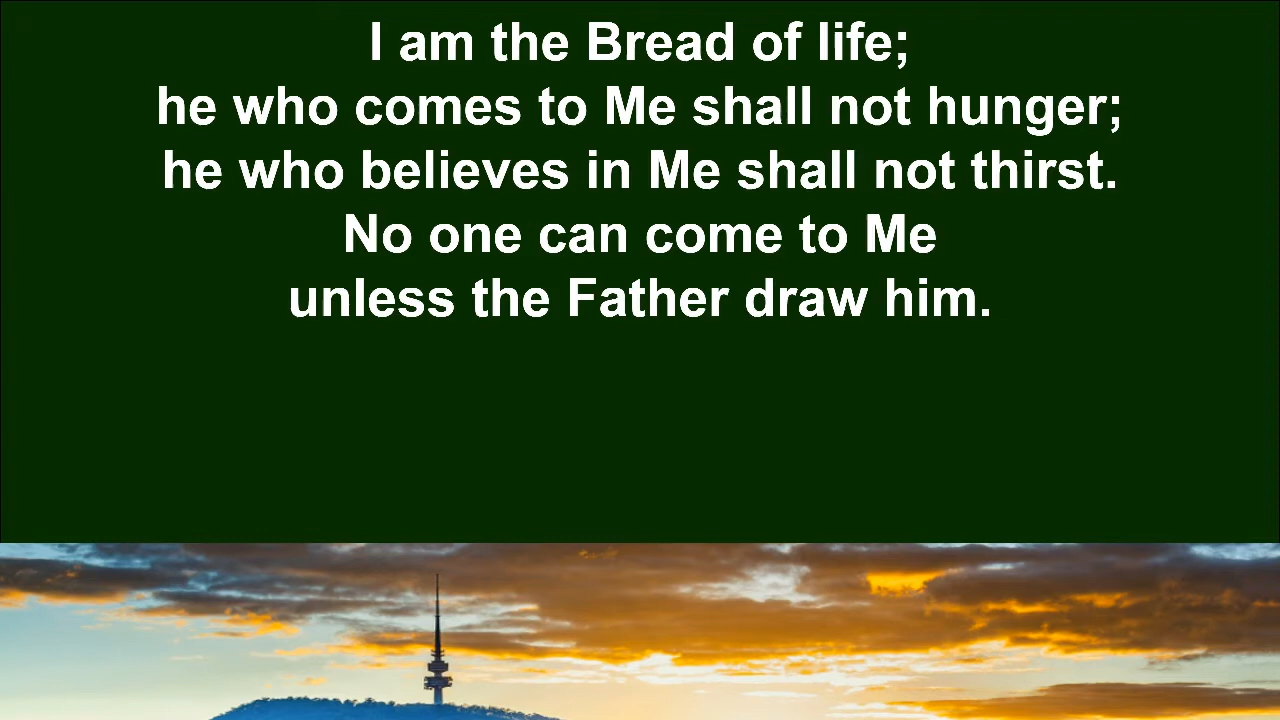 I am the Bread of life;
he who comes to Me shall not hunger;
he who believes in Me shall not thirst.
No one can come to Me
unless the Father draw him.